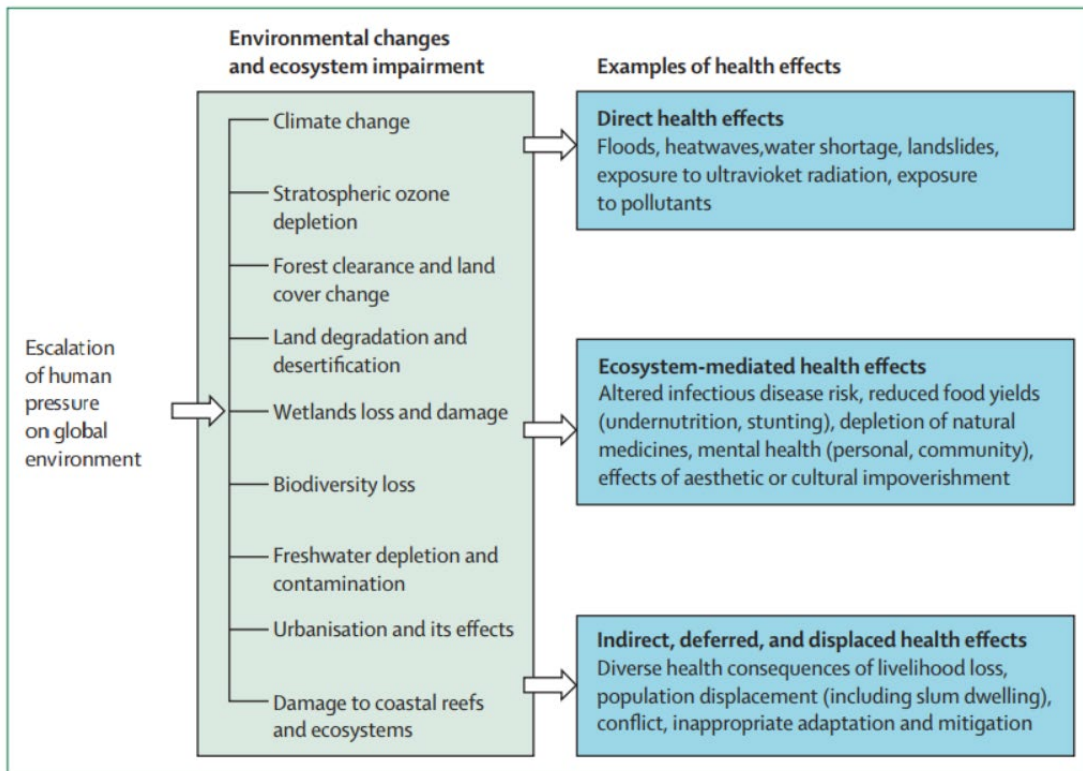 Environmental changes
and ecosystem impairment
Examples of health effects
Escalation
of human
pressure
on global
environment
Climate change
Stratospheric ozone
depletion
Forest clearance and land
cover change
Land degradation and
desertification
Wetlands loss and damage
Biodiversity loss
Freshwater depletion and
contamination
Urbanisation and its effects
Damage to coastal reefs
and ecosystems
Direct health effects
Floods, heatwaves,water shortage, landslides,
exposure to ultravioket radiation, exposure
to pollutants
Ecosystem-mediated health effects
Altered infectious disease risk, reduced food yields
(undernutrition, stunting), depletion of natural
medicines, mental health (personal, community),
effects of aesthetic or cultural impoverishment
Indirect, deferred, and displaced health effects
Diverse health consequences of livelihood loss,
population displacement (including slum dwelling),
conflict, inappropriate adaptation and mitigation